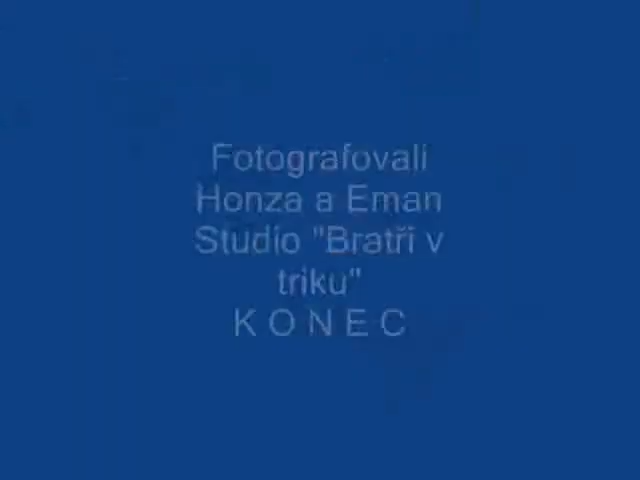 Fotografovali
Honza a Eman
Studio "Bratři v
triku"
K O N E C